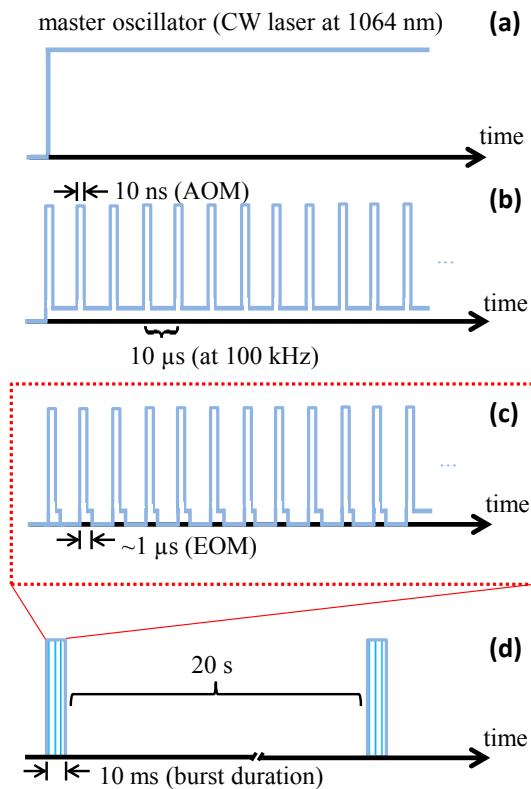 master oscillator (CW laser at 1064 nm)
(a)
time
10 ns (AOM)
(b)
...
time
10 µs (at 100 kHz)
(c)
...
time
~1 µs (EOM)
(d)
20 s
time
10 ms (burst duration)